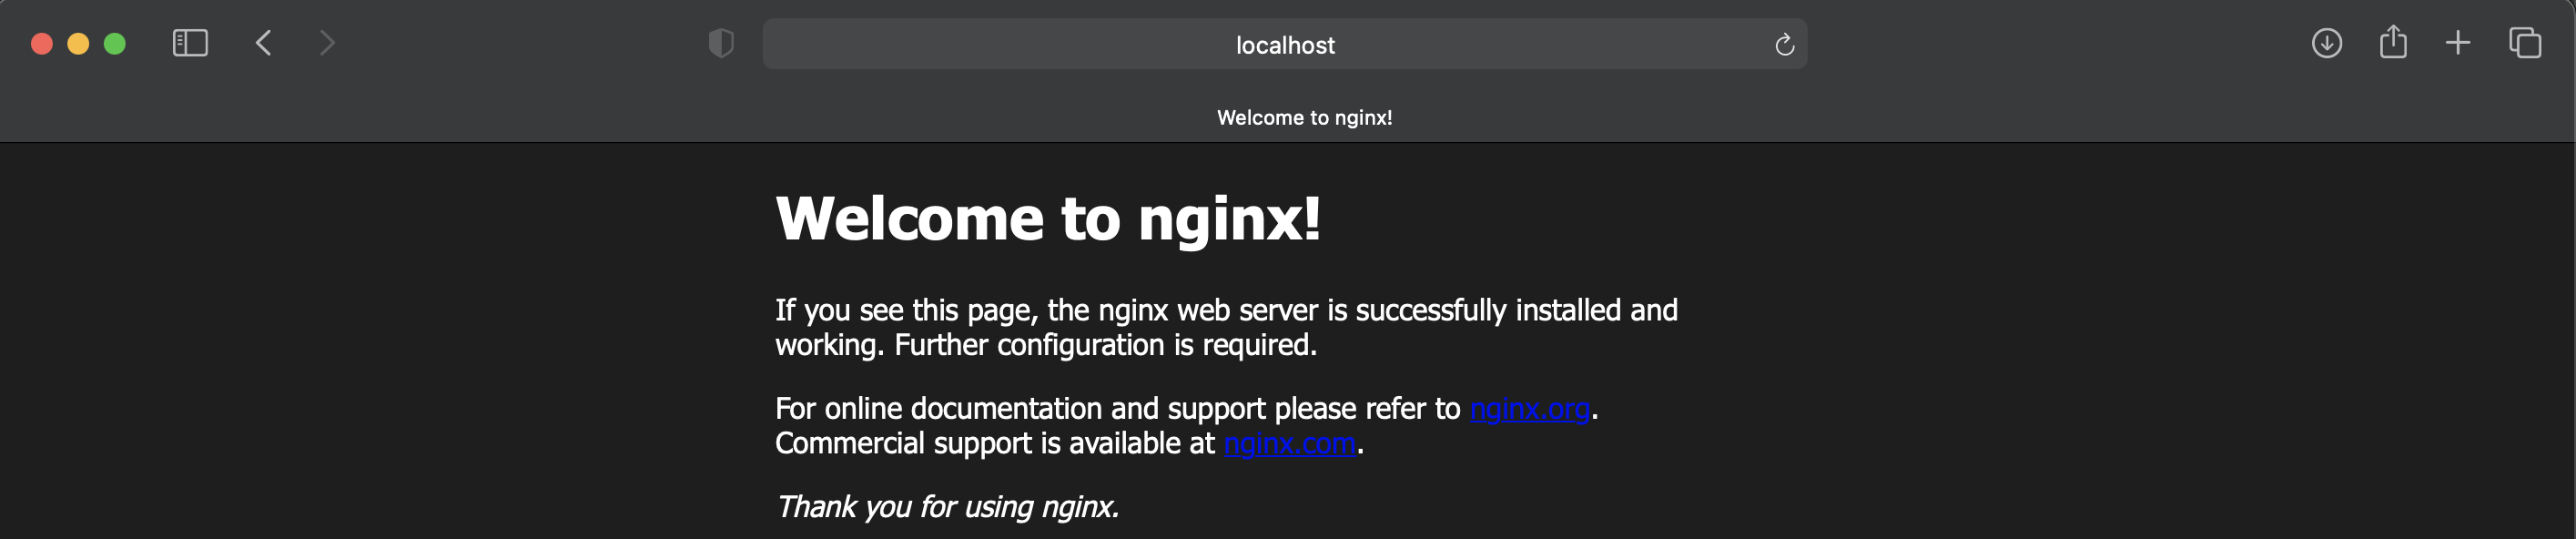 localhost
Welcome to nginx!
Welcome to nginx!
If you see this page, the nginx web server is successfully installed and
working. Further configuration is required.
For online documentation and support please refer to nginx.org.
Commercial support is available at nginx.com.
Thank you for using nginx.